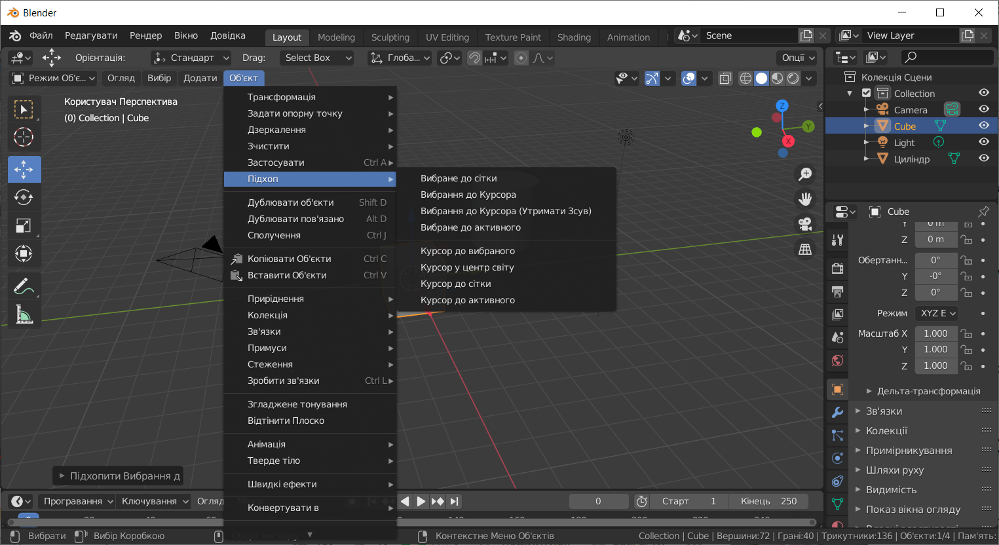 Blender
Файл Редагувати Рендер Вікно Довідка Layout Modeling Sculpting UV Editing Texture Paint Shading Animation Scene View Layer
Орієнтація: Стандарт Drag: Select Box Глоба... Опції
Режим Об'є... Огляд Вибір Додати Об'єкт
Користувач Перспектива
(0) Collection | Cube
Трансформація
Задати опорну точку
Дзеркалення
Зчистити
Застосувати Ctrl A
Підхоп
Дублювати об'єкти Shift D
Дублювати пов'язано Alt D
Сполучення Ctrl J
Копіювати Об'єкти Ctrl C
Вставити Об'єкти Ctrl V
Приріднення
Колекція
Зв'язки
Примуси
Стеження
Зробити зв'язки Ctrl L
Згладжене тонування
Відтінити Плоско
Анімація
Тверде тіло
Швидкі ефекти
Конвертувати в
Вибране до сітки
Вибрання до Курсора
Вибрання до Курсора (Утримати Зсув)
Вибране до активного
Курсор до вибраного
Курсор у центр світу
Курсор до сітки
Курсор до активного
Z
Y
X
Підхопити Вибрання д
Колекція Сцени
Collection
Camera
Cube
Light
Циліндр
Cube
Y 0 m
Z 0 m
Обертанн... 0°
Y -0°
Z 0°
Режим XYZ E
Масштаб X 1.000
Y 1.000
Z 1.000
Дельта-трансформація
Зв'язки
Колекції
Примірникування
Шляхи руху
Видимість
Показ вікна огляду
Програвання Ключування Огляд 0 Старт 1 Кінець 250
Вибрати Вибір Коробкою Контекстне Меню Об'єктів Collection | Cube | Вершини:72 | Грані:40 | Трикутники:136 | Об'єкти:1/4 | Пам'ять: